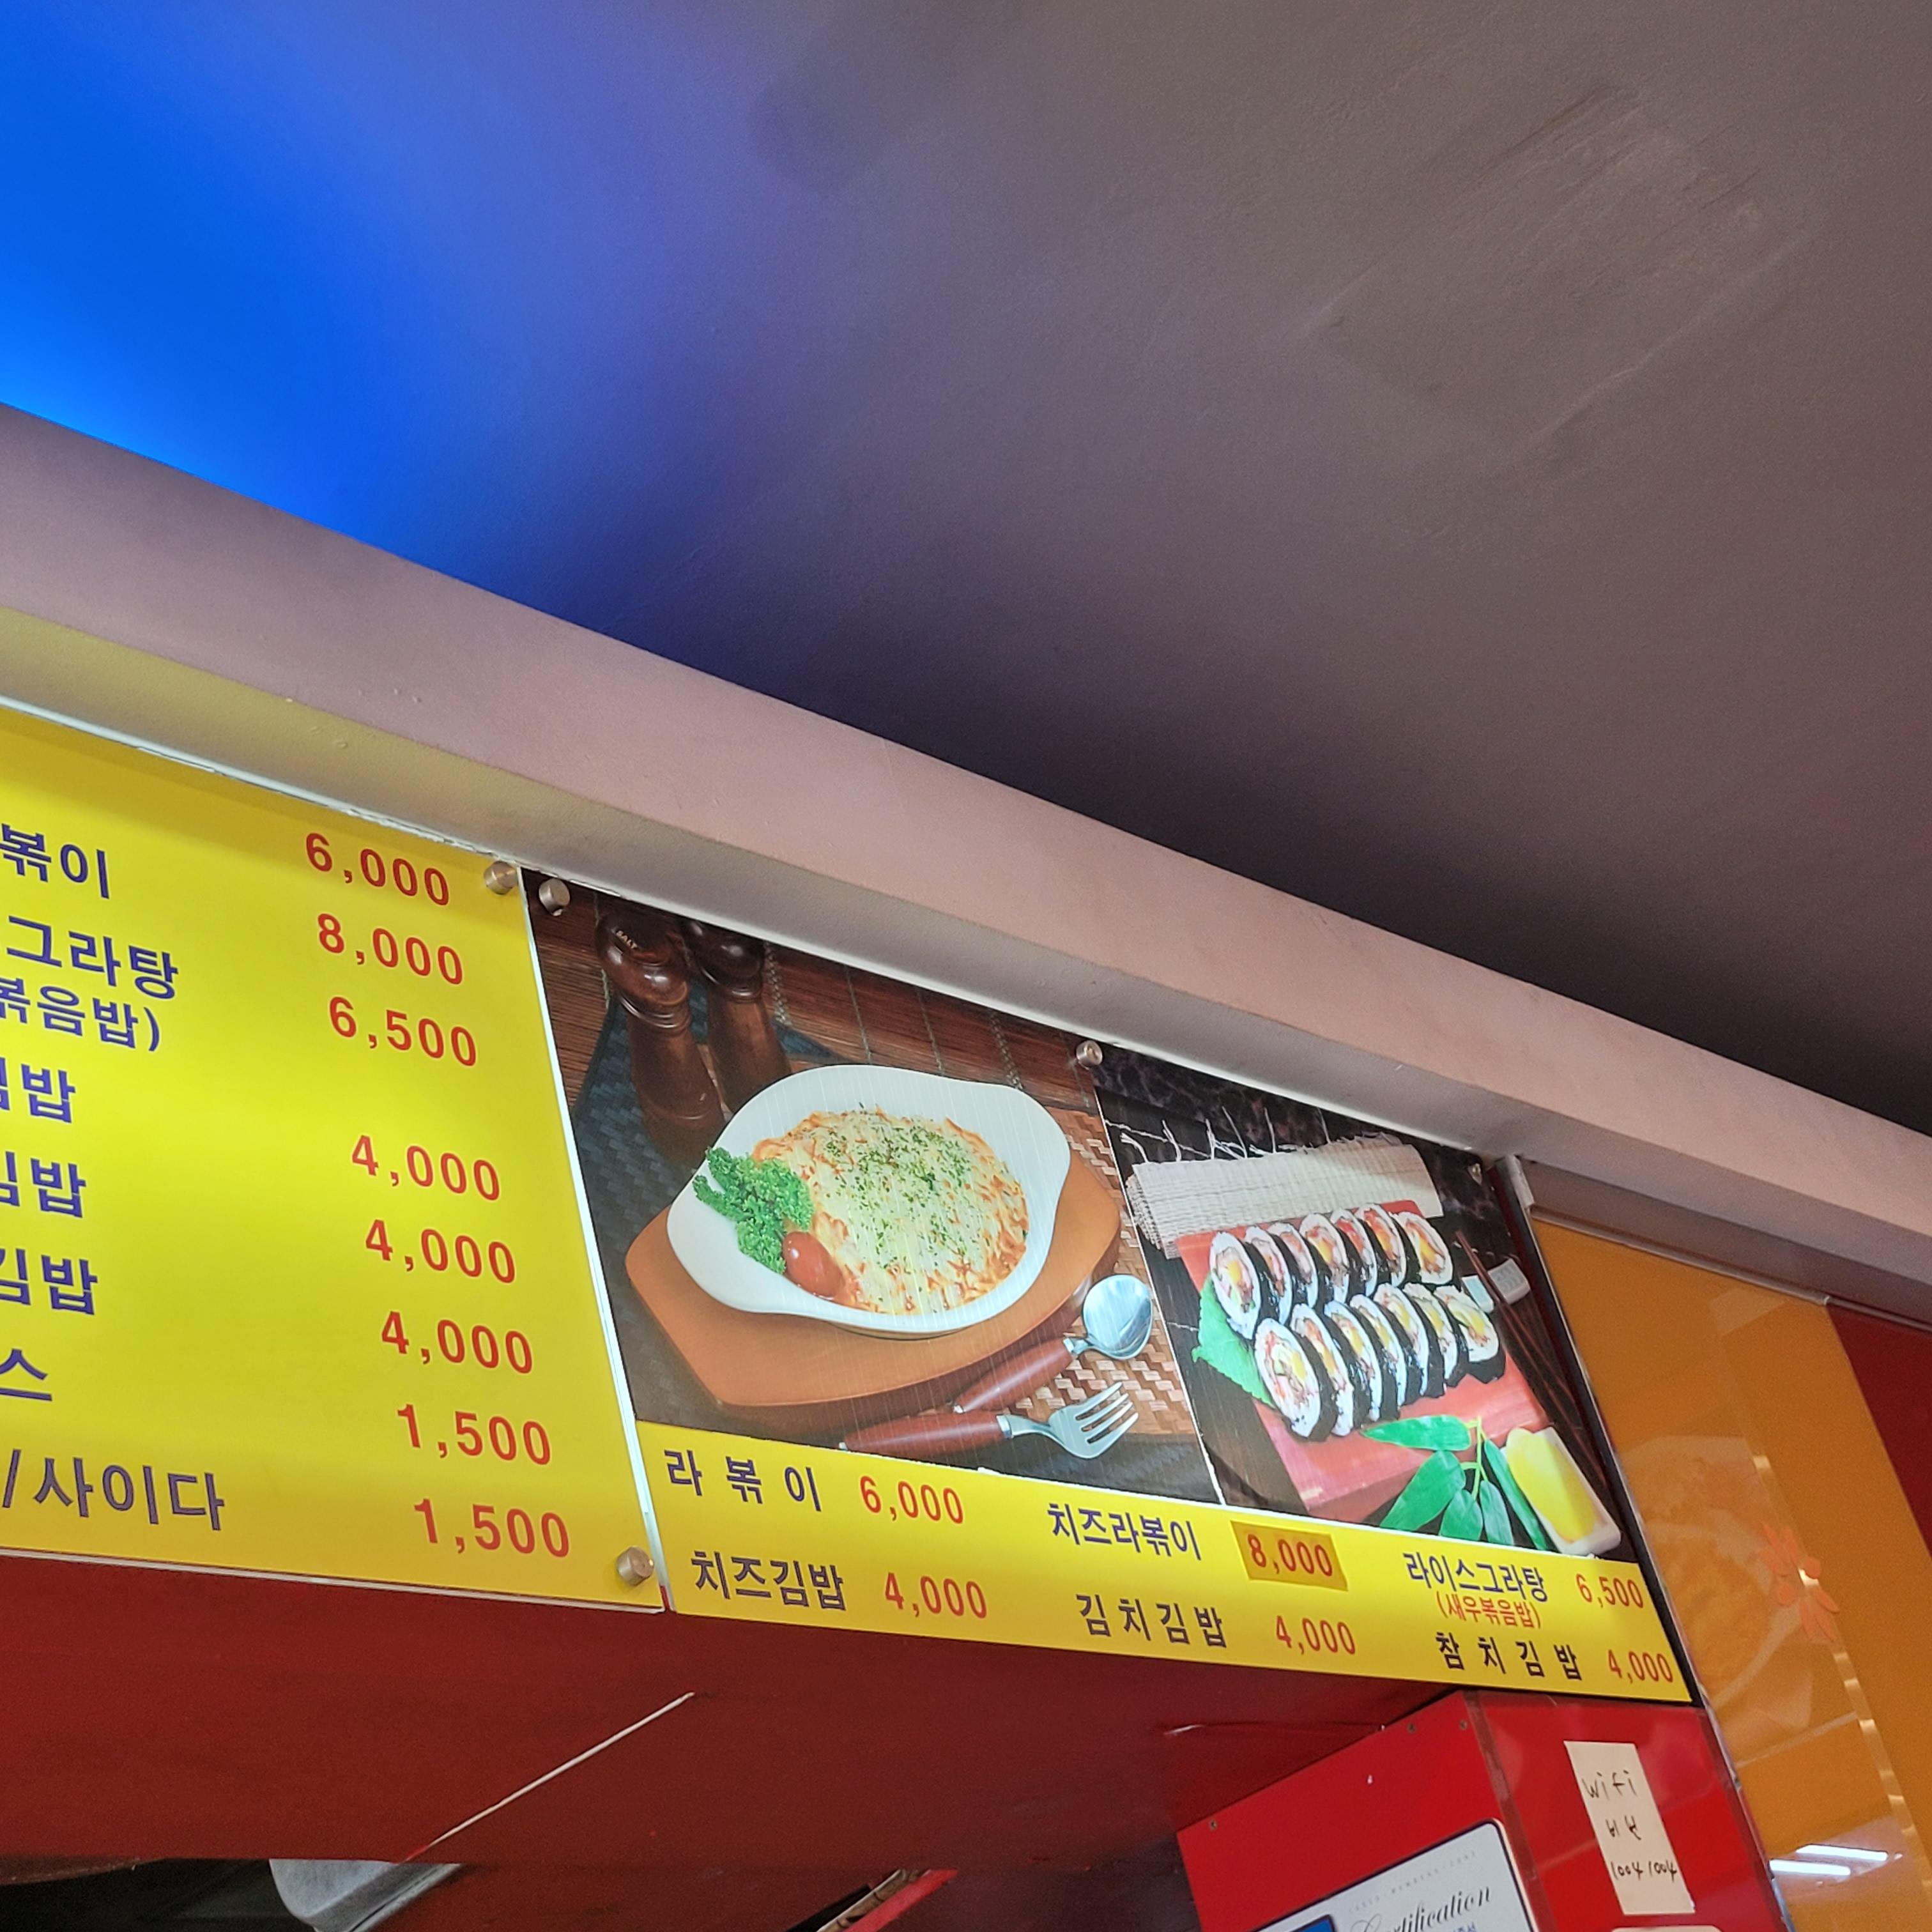 볶이 6,000
8,000
그라탕
볶음밥) 6,500
김밥 4,000
김밥 4,000
김밥 4,000
스 1,500
/사이다 1,500
SALT
라볶이 6,000 치즈라볶이 8,000 라이스그라탕 6,500
(새우볶음밥)
치즈김밥 4,000 김치김밥 4,000 참치김밥 4,000
wifi
비번
1004 1004
Certification